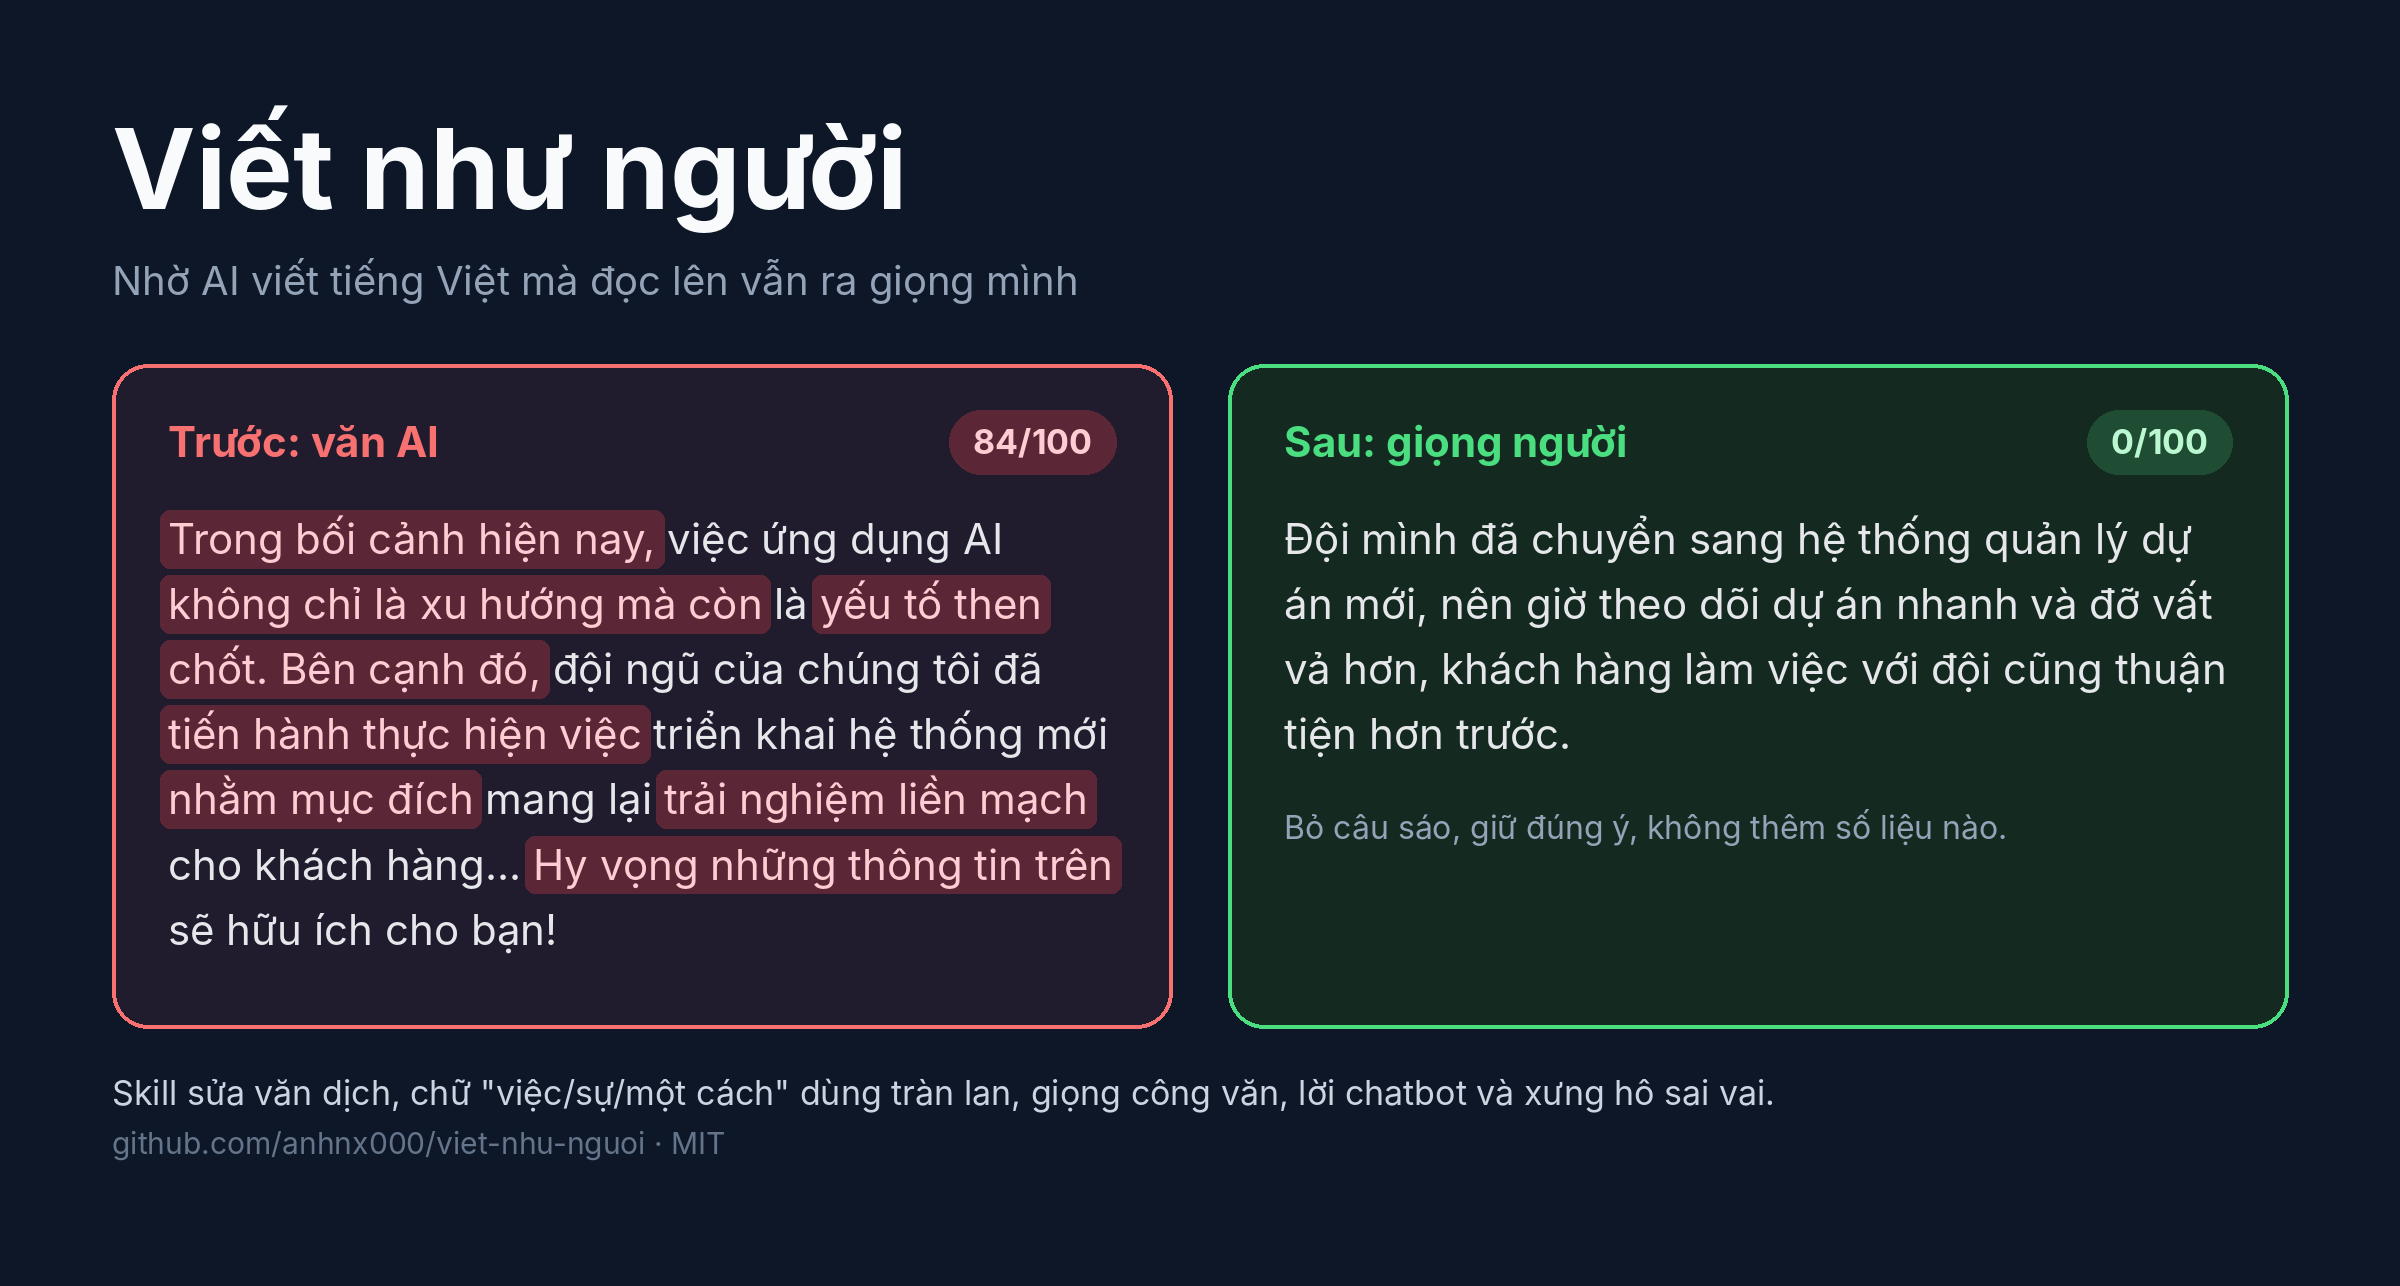 Viết như người
Nhờ AI viết tiếng Việt mà đọc lên vẫn ra giọng mình
Trước: văn AI
84/100
Trong bối cảnh hiện nay, việc ứng dụng AI
không chỉ là xu hướng mà còn là yếu tố then
chốt. Bên cạnh đó, đội ngũ của chúng tôi đã
tiến hành thực hiện việc triển khai hệ thống mới
nhằm mục đích mang lại trải nghiệm liền mạch
cho khách hàng... Hy vọng những thông tin trên
sẽ hữu ích cho bạn!
Sau: giọng người
0/100
Đội mình đã chuyển sang hệ thống quản lý dự
án mới, nên giờ theo dõi dự án nhanh và đỡ vất
vả hơn, khách hàng làm việc với đội cũng thuận
tiện hơn trước.
Bỏ câu sáo, giữ đúng ý, không thêm số liệu nào.
Skill sửa văn dịch, chữ "việc/sự/một cách" dùng tràn lan, giọng công văn, lời chatbot và xưng hô sai vai.
github.com/anhnx000/viet-nhu-nguoi · MIT